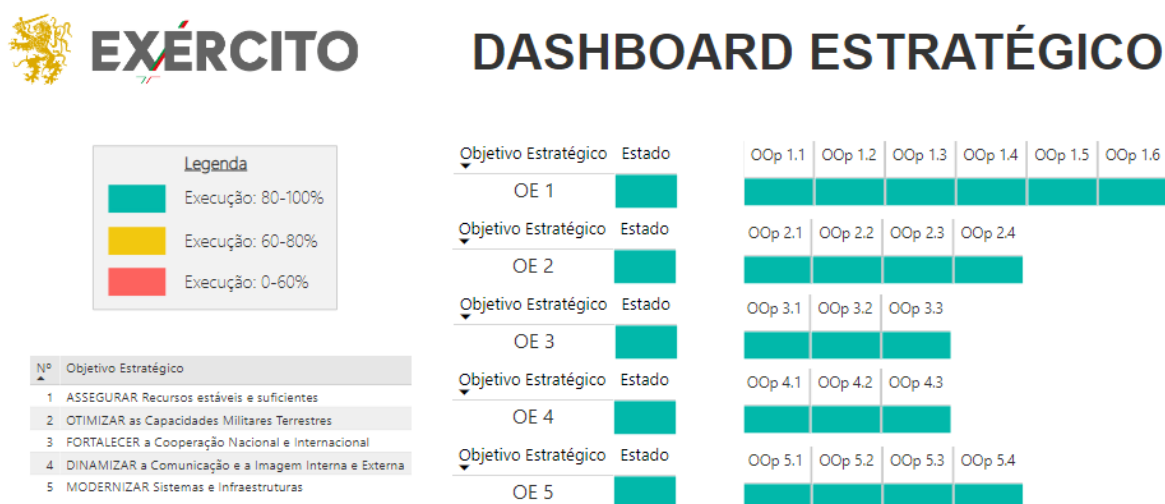 EXÉRCITO
DASHBOARD ESTRATÉGICO
Legenda
Execução: 80-100%
Execução: 60-80%
Execução: 0-60%
Nº Objetivo Estratégico
1 ASSEGURAR Recursos estáveis e suficientes
2 OTIMIZAR as Capacidades Militares Terrestres
3 FORTALECER a Cooperação Nacional e Internacional
4 DINAMIZAR a Comunicação e a Imagem Interna e Externa
5 MODERNIZAR Sistemas e Infraestruturas
Objetivo Estratégico Estado
OE 1
OOp 1.1 OOp 1.2 OOp 1.3 OOp 1.4 OOp 1.5 OOp 1.6
Objetivo Estratégico Estado
OE 2
OOp 2.1 OOp 2.2 OOp 2.3 OOp 2.4
Objetivo Estratégico Estado
OE 3
OOp 3.1 OOp 3.2 OOp 3.3
Objetivo Estratégico Estado
OE 4
OOp 4.1 OOp 4.2 OOp 4.3
Objetivo Estratégico Estado
OE 5
OOp 5.1 OOp 5.2 OOp 5.3 OOp 5.4